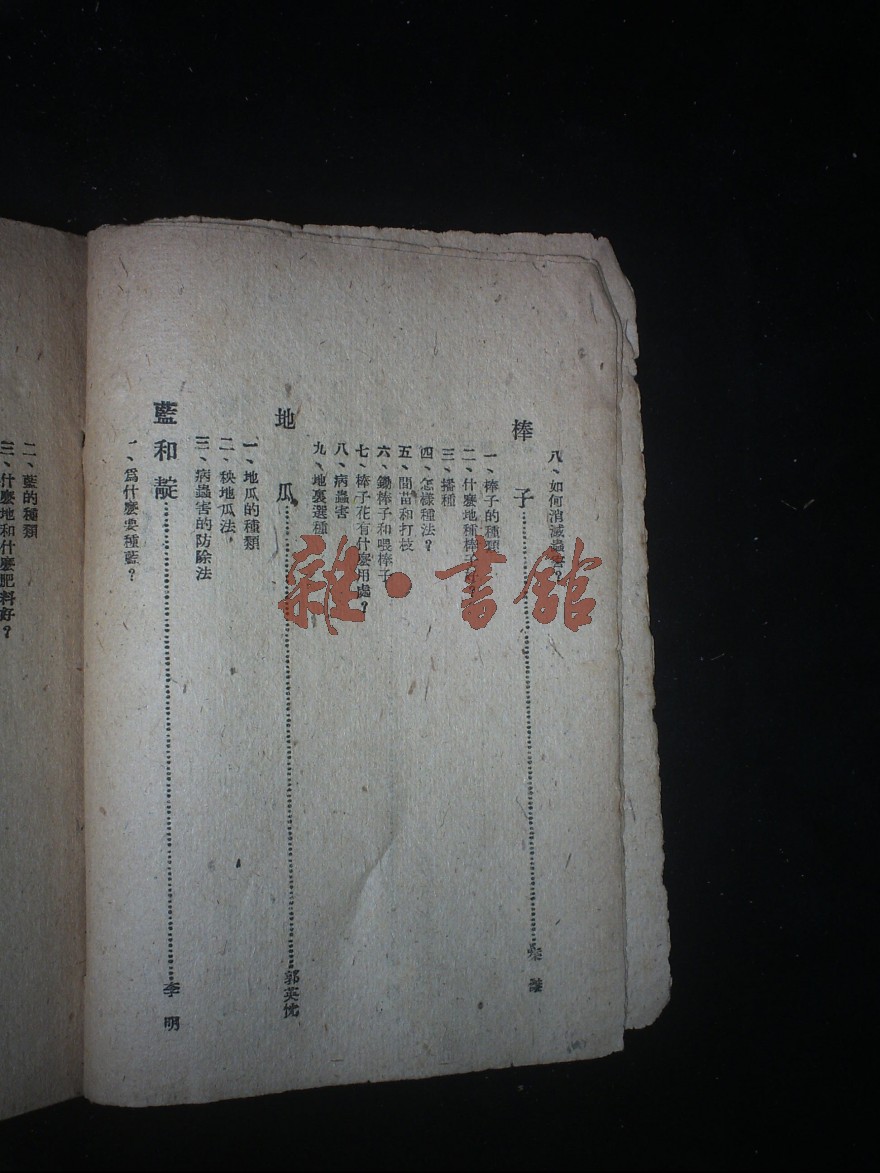 八、如何消滅蟲害?
棒子……
一、棒子的種類
二、什麼地種棒子好?
三、播種
四、怎樣種法?
五、間苗和打枝
六、鋤棒子和喂棒子
七、棒子花有什麼用處?
八、病蟲害
九、地裏選種
地瓜……郭英忱
一、地瓜的種類
二、秧地瓜法
三、病蟲害的防除法
藍和靛……李明
一、爲什麼要種藍?
二、藍的種類
三、什麼地和什麼肥料好?
雜·書館